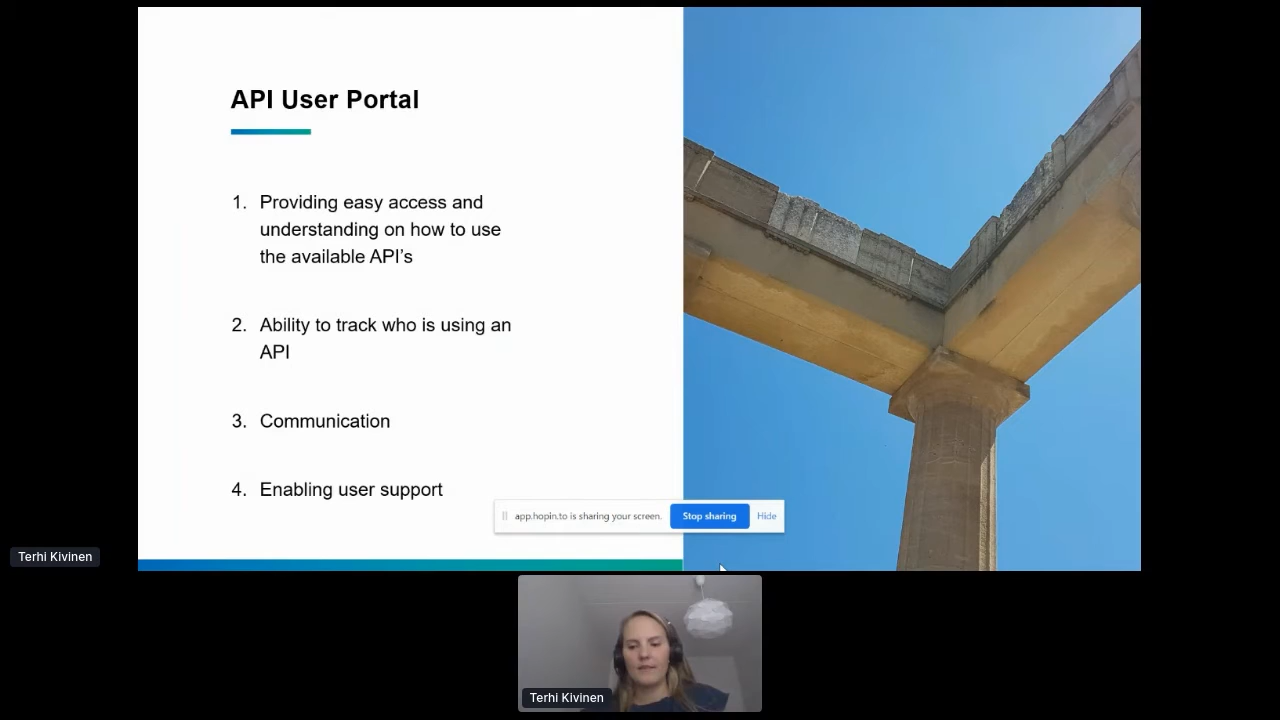 API User Portal
1. Providing easy access and
understanding on how to use
the available API’s
2. Ability to track who is using an
API
3. Communication
4. Enabling user support
app.hopin.to is sharing your screen.
Stop sharing
Hide
Terhi Kivinen
Terhi Kivinen